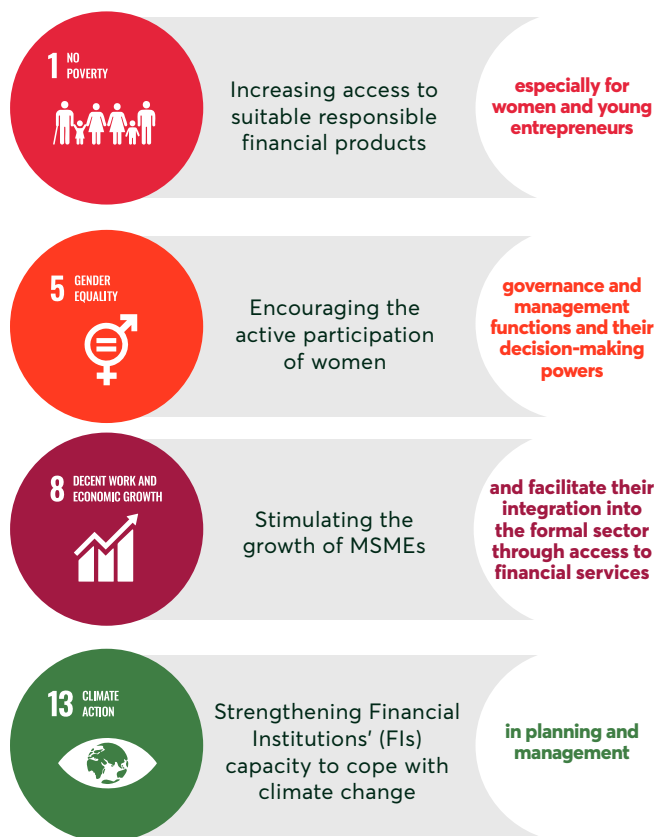 1 NO
POVERTY
Increasing access to
suitable responsible
financial products
especially for
women and young
entrepreneurs
5 GENDER
EQUALITY
Encouraging the
active participation
of women
governance and
management
functions and their
decision-making
powers
8 DECENT WORK AND
ECONOMIC GROWTH
Stimulating the
growth of MSMEs
and facilitate their
integration into
the formal sector
through access to
financial services
13 CLIMATE
ACTION
Strengthening Financial
Institutions' (FIs)
capacity to cope with
climate change
in planning and
management